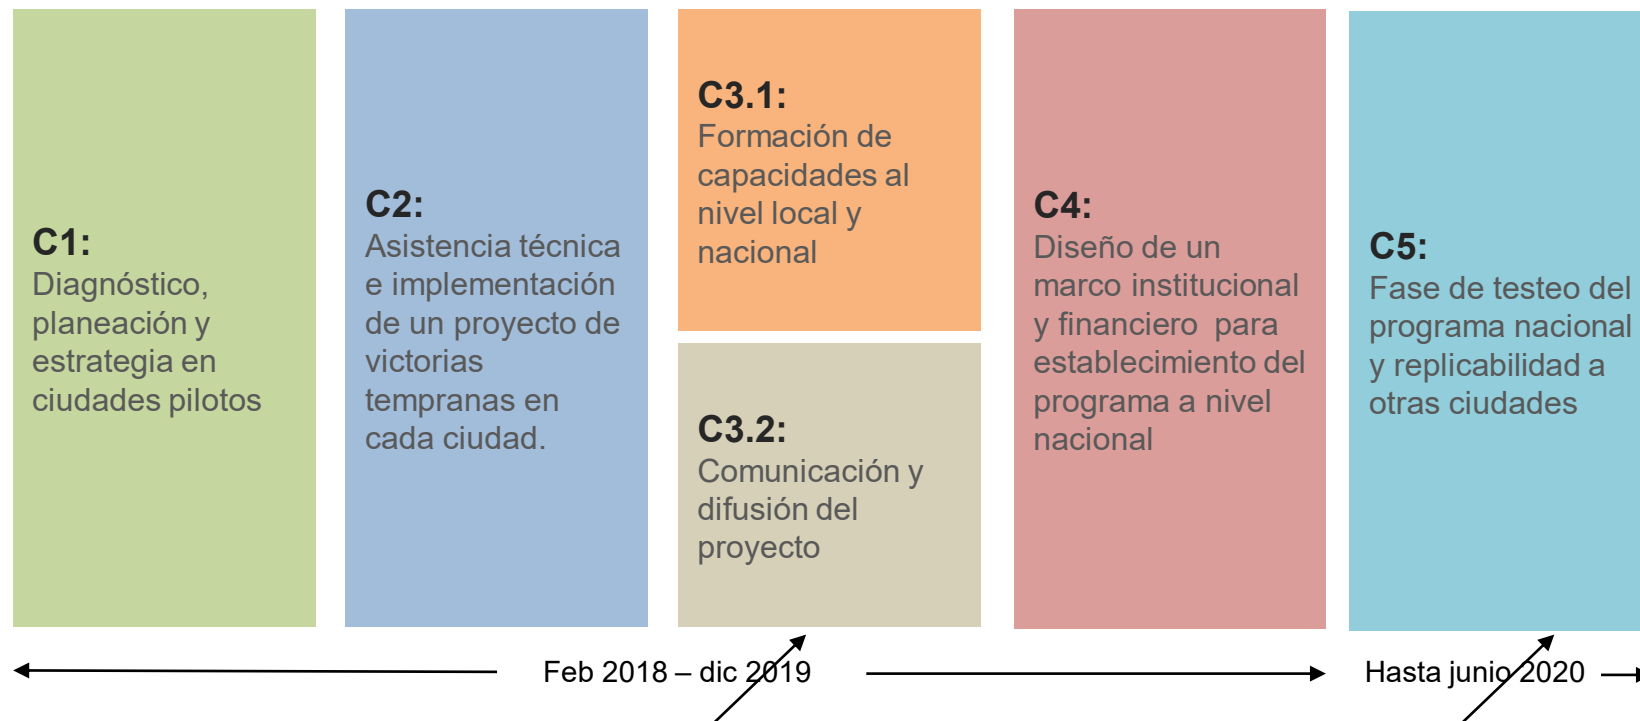 C1:
Diagnóstico,
planeación y
estrategia en
ciudades pilotos
C2:
Asistencia técnica
e implementación
de un proyecto de
victorias
tempranas en
cada ciudad.
C3.1:
Formación de
capacidades al
nivel local y
nacional
C3.2:
Comunicación y
difusión del
proyecto
C4:
Diseño de un
marco institucional
y financiero para
establecimiento del
programa a nivel
nacional
C5:
Fase de testeo del
programa nacional
y replicabilidad a
otras ciudades
Feb 2018 – dic 2019
Hasta junio 2020